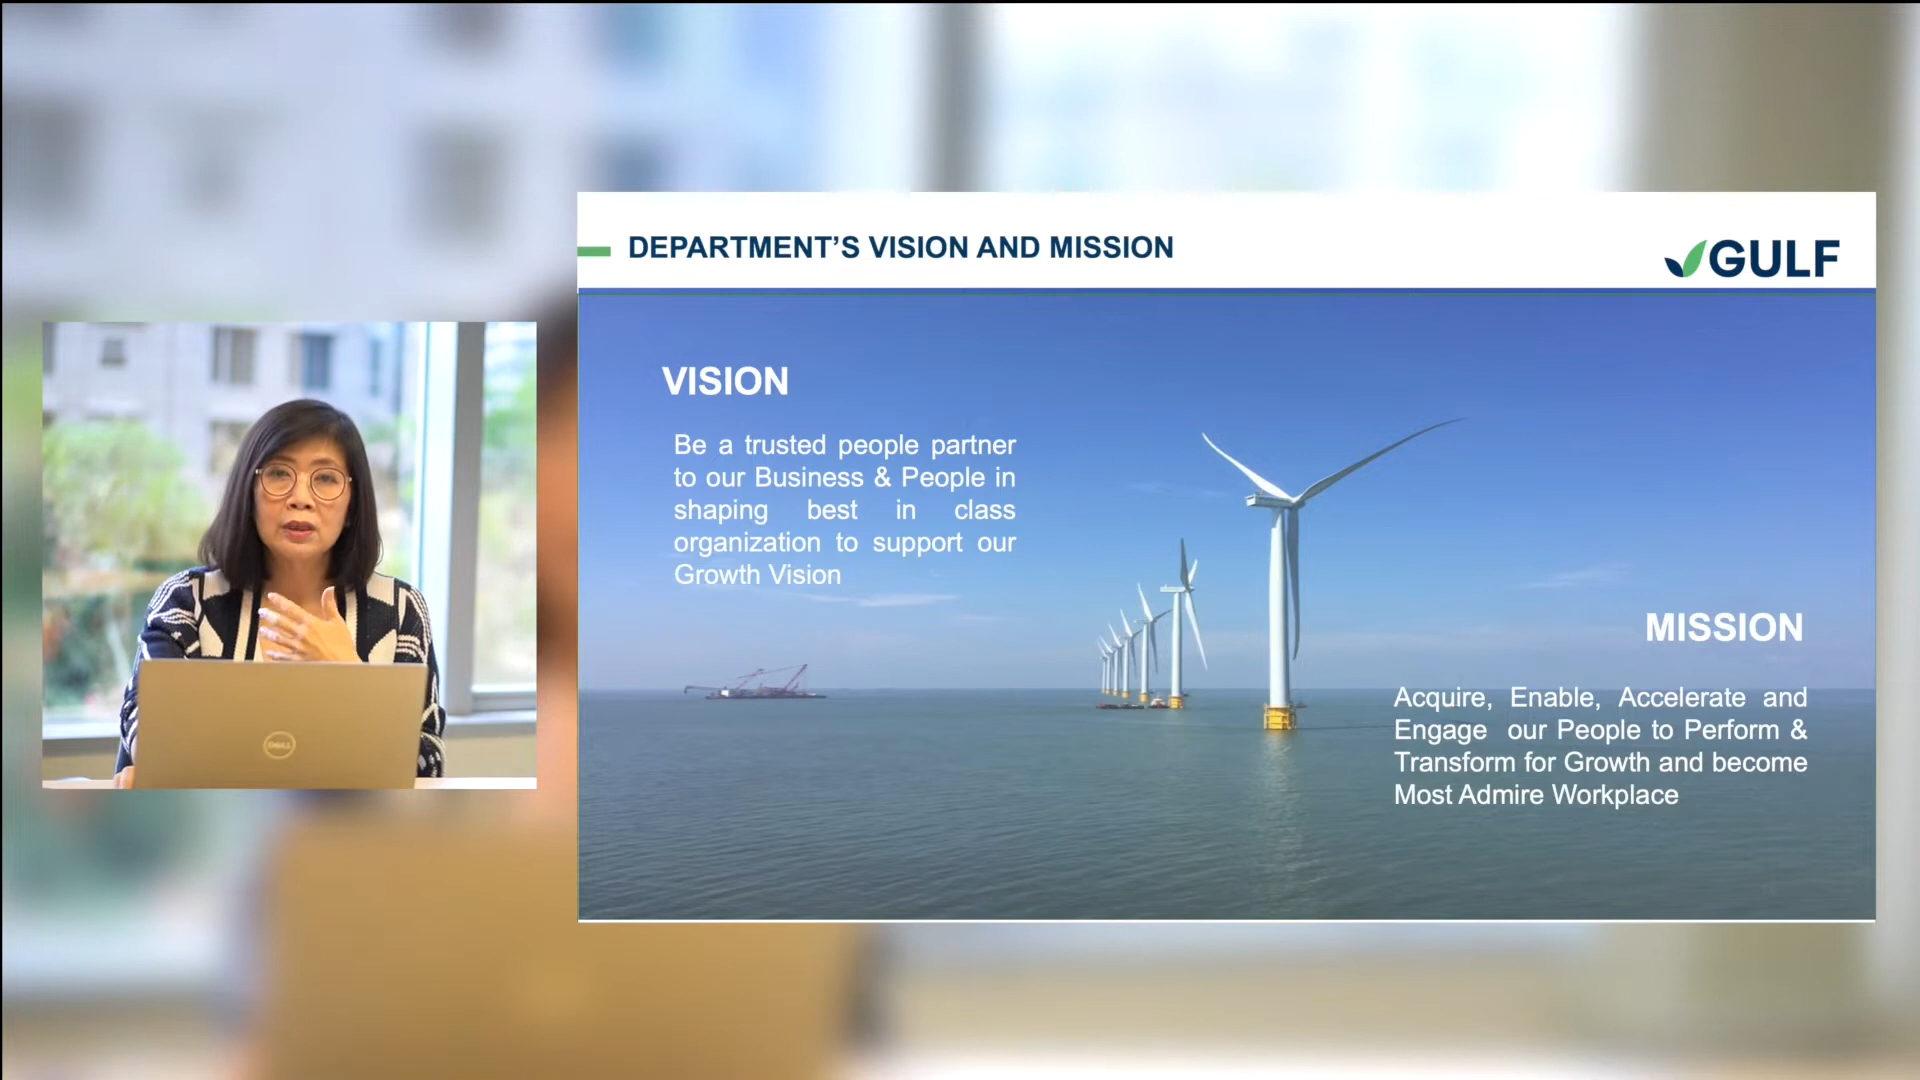 DEPARTMENT'S VISION AND MISSION
GULF
VISION
Be a trusted people partner
to our Business & People in
shaping best in class
organization to support our
Growth Vision
MISSION
Acquire, Enable, Accelerate and
Engage our People to Perform &
Transform for Growth and become
Most Admire Workplace
DELL